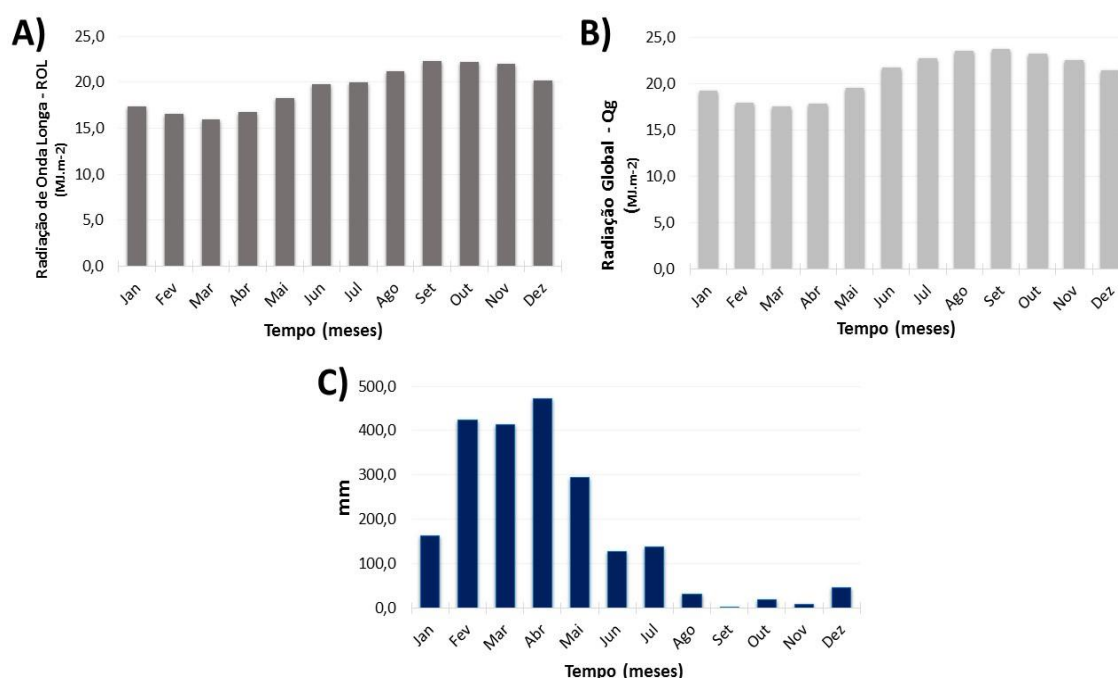 A)
Radiação de Onda Longa - ROL
(MJ.m-2)
25,0
20,0
15,0
10,0
5,0
0,0
Jan Fev Mar Abr Mai Jun Jul Ago Set Out Nov Dez
Tempo (meses)
B)
Radiação Global - Qg
(MJ.m-2)
25,0
20,0
15,0
10,0
5,0
0,0
Jan Fev Mar Abr Mai Jun Jul Ago Set Out Nov Dez
Tempo (meses)
C)
mm
500,0
400,0
300,0
200,0
100,0
0,0
Jan Fev Mar Abr Mai Jun Jul Ago Set Out Nov Dez
Tempo (meses)